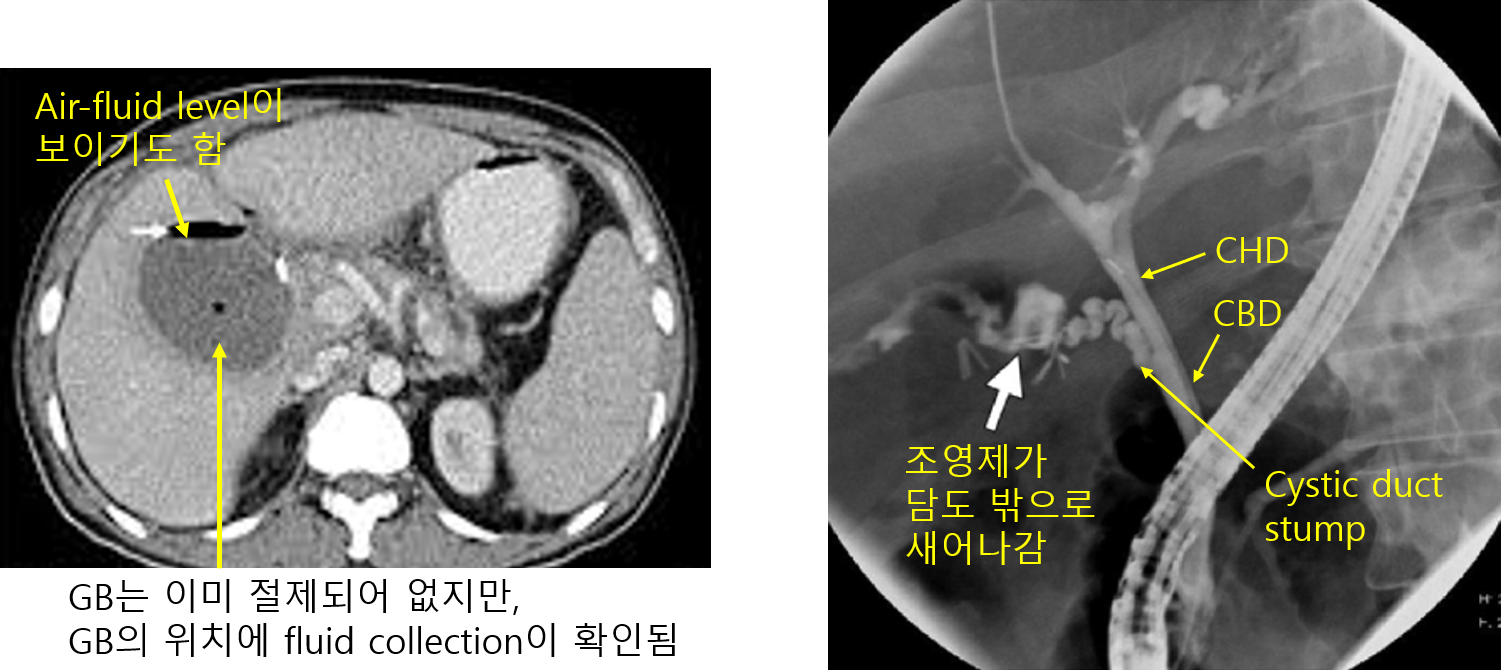 Air-fluid level이
보이기도 함
GB는 이미 절제되어 없지만,
GB의 위치에 fluid collection이 확인됨
CHD
CBD
조영제가
담도 밖으로
새어나감
Cystic duct
stump